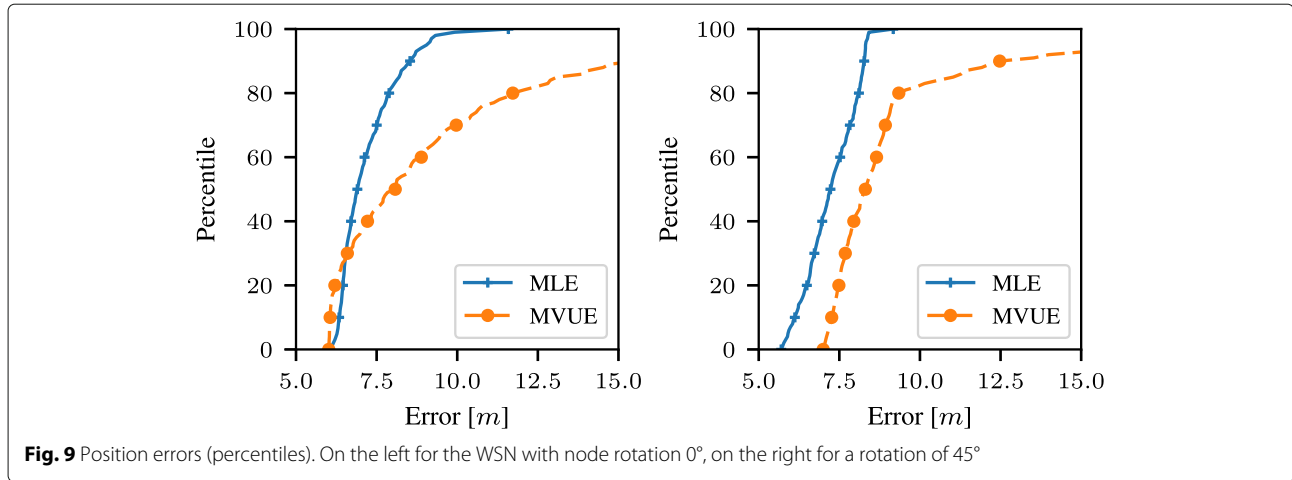 100
80
60
40
20
0
Percentile
5.0 7.5 10.0 12.5 15.0
Error [m]
MLE
MVUE
100
80
60
40
20
0
Percentile
5.0 7.5 10.0 12.5 15.0
Error [m]
MLE
MVUE
Fig. 9 Position errors (percentiles). On the left for the WSN with node rotation 0°, on the right for a rotation of 45°